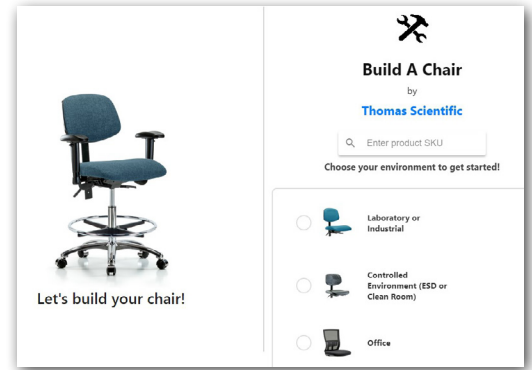 Let's build your chair!
Build A Chair
by
Thomas Scientific
Enter product SKU
Choose your environment to get started!
Laboratory or
Industrial
Controlled
Environment (ESD or
Clean Room)
Office